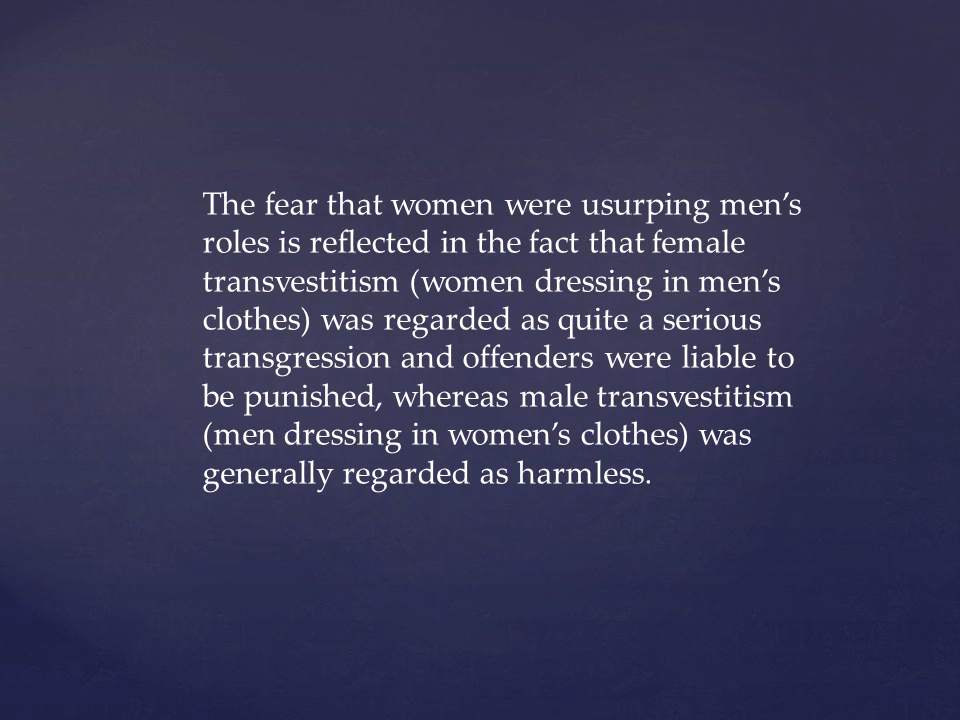 The fear that women were usurping men’s
roles is reflected in the fact that female
transvestitism (women dressing in men’s
clothes) was regarded as quite a serious
transgression and offenders were liable to
be punished, whereas male transvestitism
(men dressing in women’s clothes) was
generally regarded as harmless.